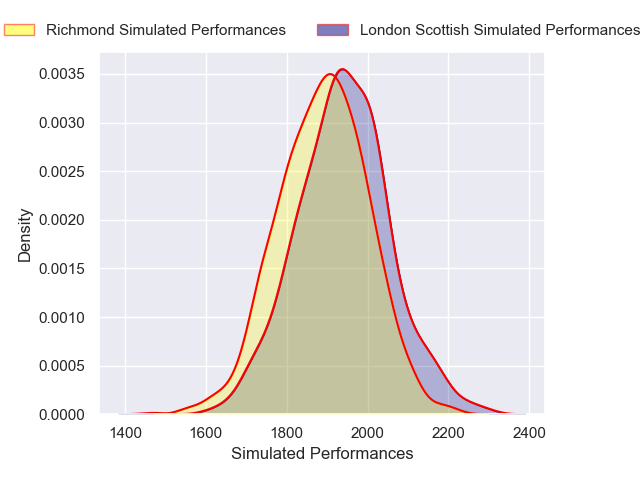 Richmond Simulated Performances London Scottish Simulated Performances
0.0035
0.0030
0.0025
0.0020
0.0015
0.0010
0.0005
0.0000
Density
1400 1600 1800 2000 2200 2400
Simulated Performances